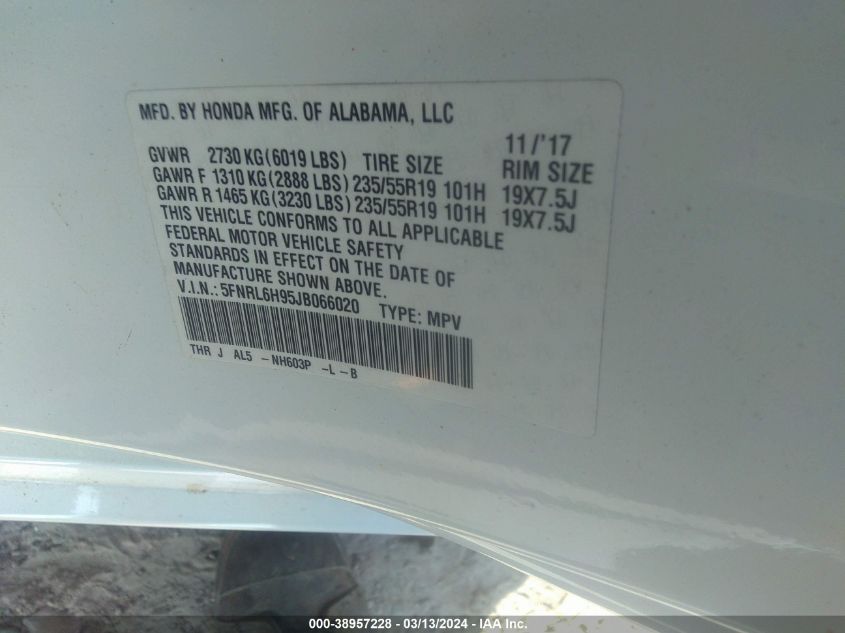 MFD. BY HONDA MFG. OF ALABAMA, LLC
11/'17
GVWR 2730 KG(6019 LBS) TIRE SIZE RIM SIZE
GAWR F 1310 KG(2888 LBS) 235/55R19 101H 19X7.5J
GAWR R 1465 KG(3230 LBS) 235/55R19 101H 19X7.5J
THIS VEHICLE CONFORMS TO ALL APPLICABLE
FEDERAL MOTOR VEHICLE SAFETY
STANDARDS IN EFFECT ON THE DATE OF
MANUFACTURE SHOWN ABOVE.
V.I.N.: 5FNRL6H95JB066020 TYPE: MPV
THR J AL5 -NH603P -L-B
000-38957228 - 03/13/2024 - IAA Inc.